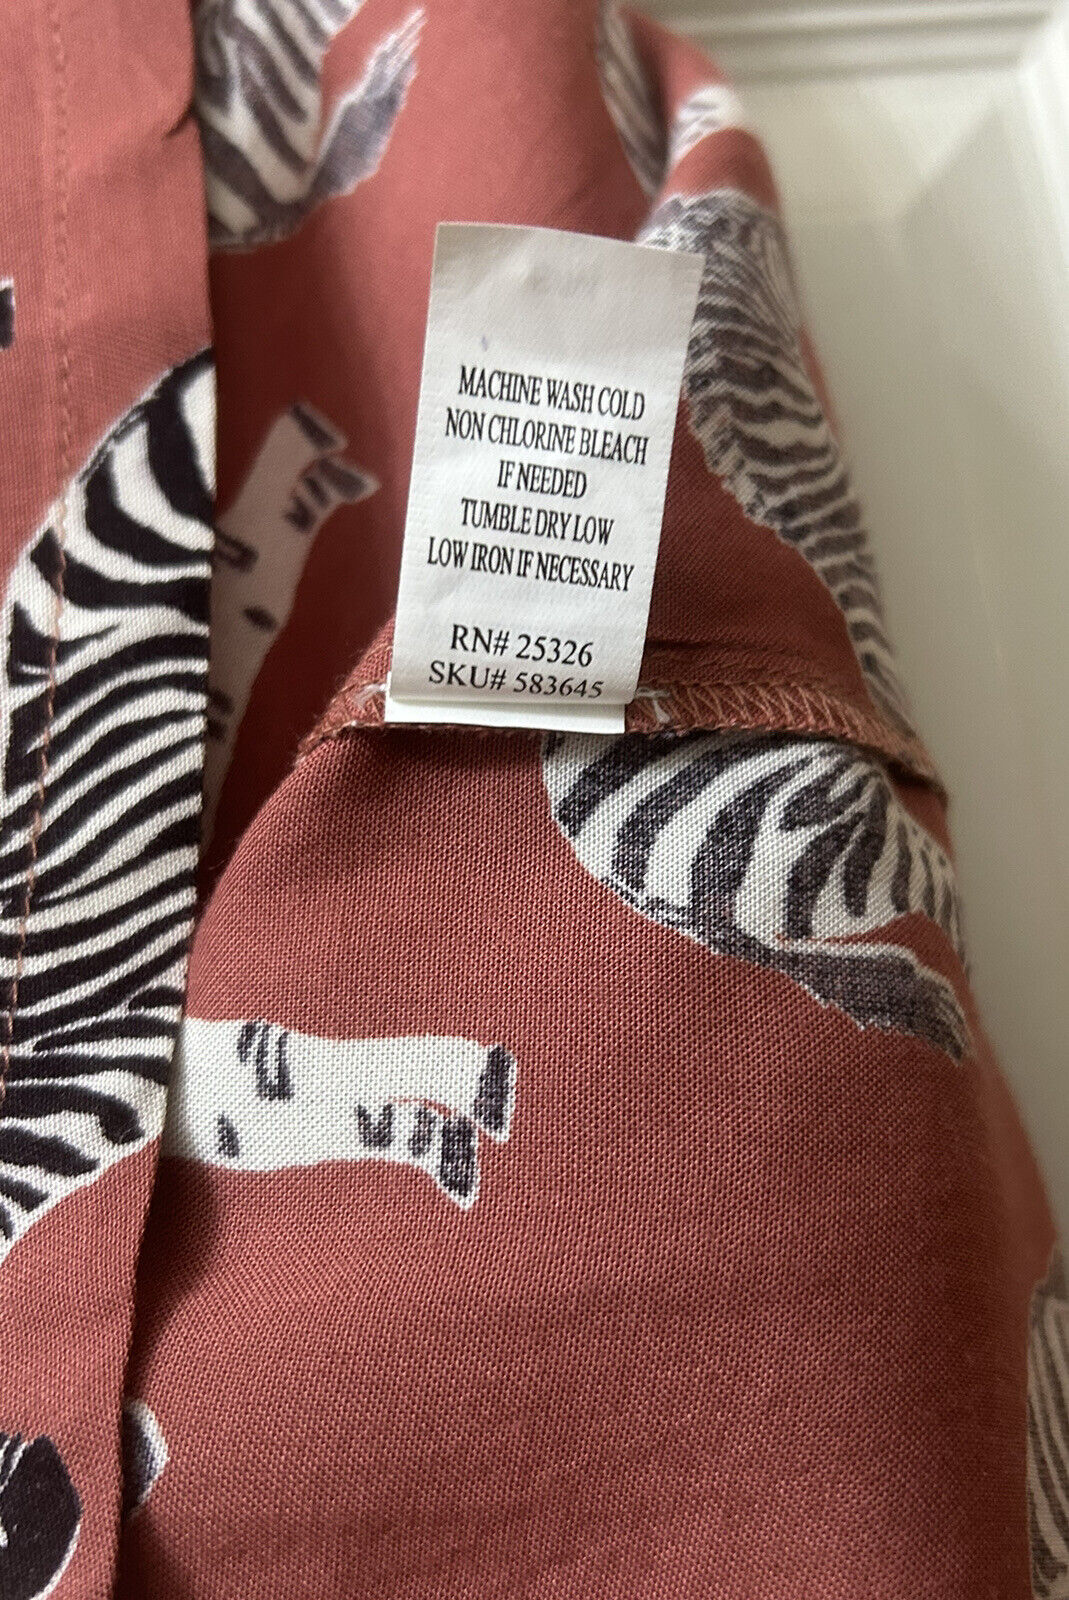 MACHINE WASH COLD
NON CHLORINE BLEACH
IF NEEDED
TUMBLE DRY LOW
LOW IRON IF NECESSARY
RN# 25326
SKU# 583645